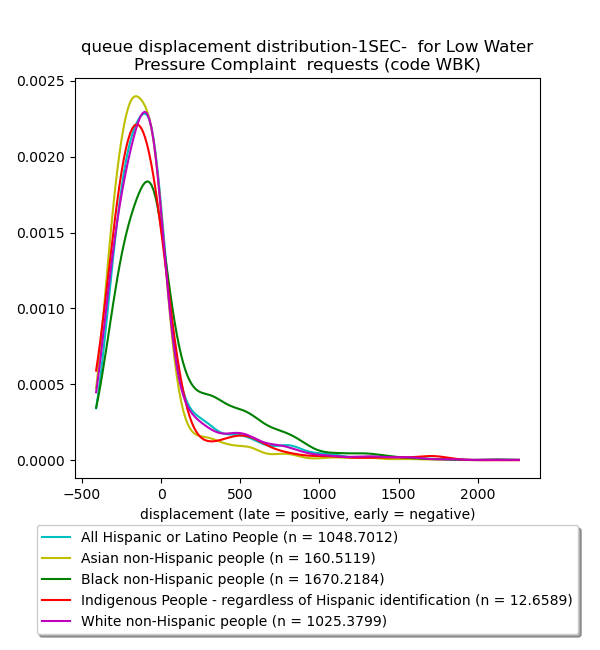 queue displacement distribution-1SEC-  for Low Water
Pressure Complaint  requests (code WBK)
0.0025
0.0020
0.0015
0.0010
0.0005
0.0000
−500 0 500 1000 1500 2000
displacement (late = positive, early = negative)
All Hispanic or Latino People (n = 1048.7012)
Asian non-Hispanic people (n = 160.5119)
Black non-Hispanic people (n = 1670.2184)
Indigenous People - regardless of Hispanic identification (n = 12.6589)
White non-Hispanic people (n = 1025.3799)